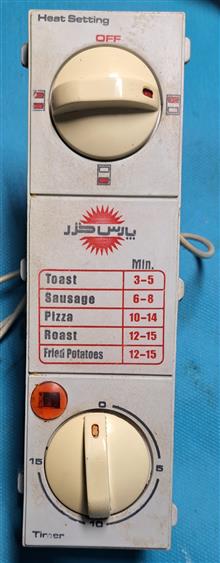 Heat Setting
OFF
پارس خزر
Min.
Toast 3-5
Sausage 6-8
Pizza 10-14
Roast 12-15
Fried Potatoes 12-15
0
15
5
10
Timer